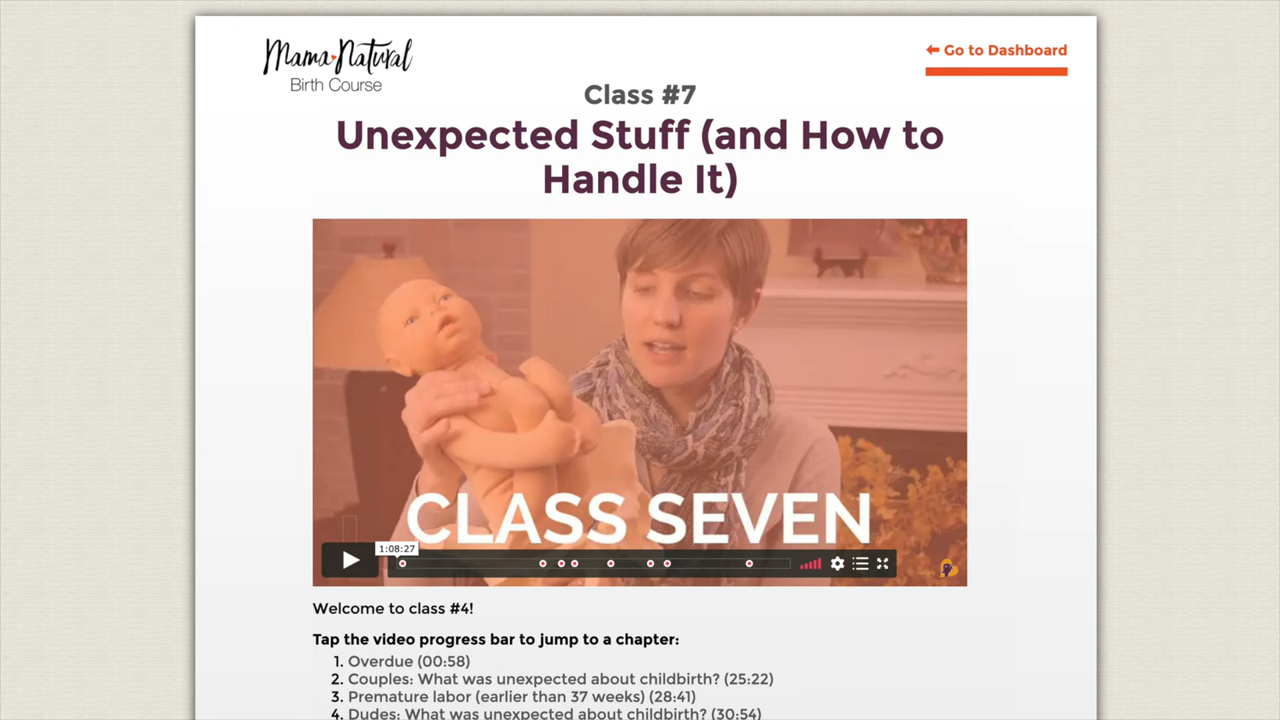 Mama Natural
Birth Course
Go to Dashboard
Class #7
Unexpected Stuff (and How to
Handle It)
CLASS SEVEN
1:08:27
Welcome to class #4!
Tap the video progress bar to jump to a chapter:
1. Overdue (00:58)
2. Couples: What was unexpected about childbirth? (25:22)
3. Premature labor (earlier than 37 weeks) (28:41)
4. Dudes: What was unexpected about childbirth? (30:54)